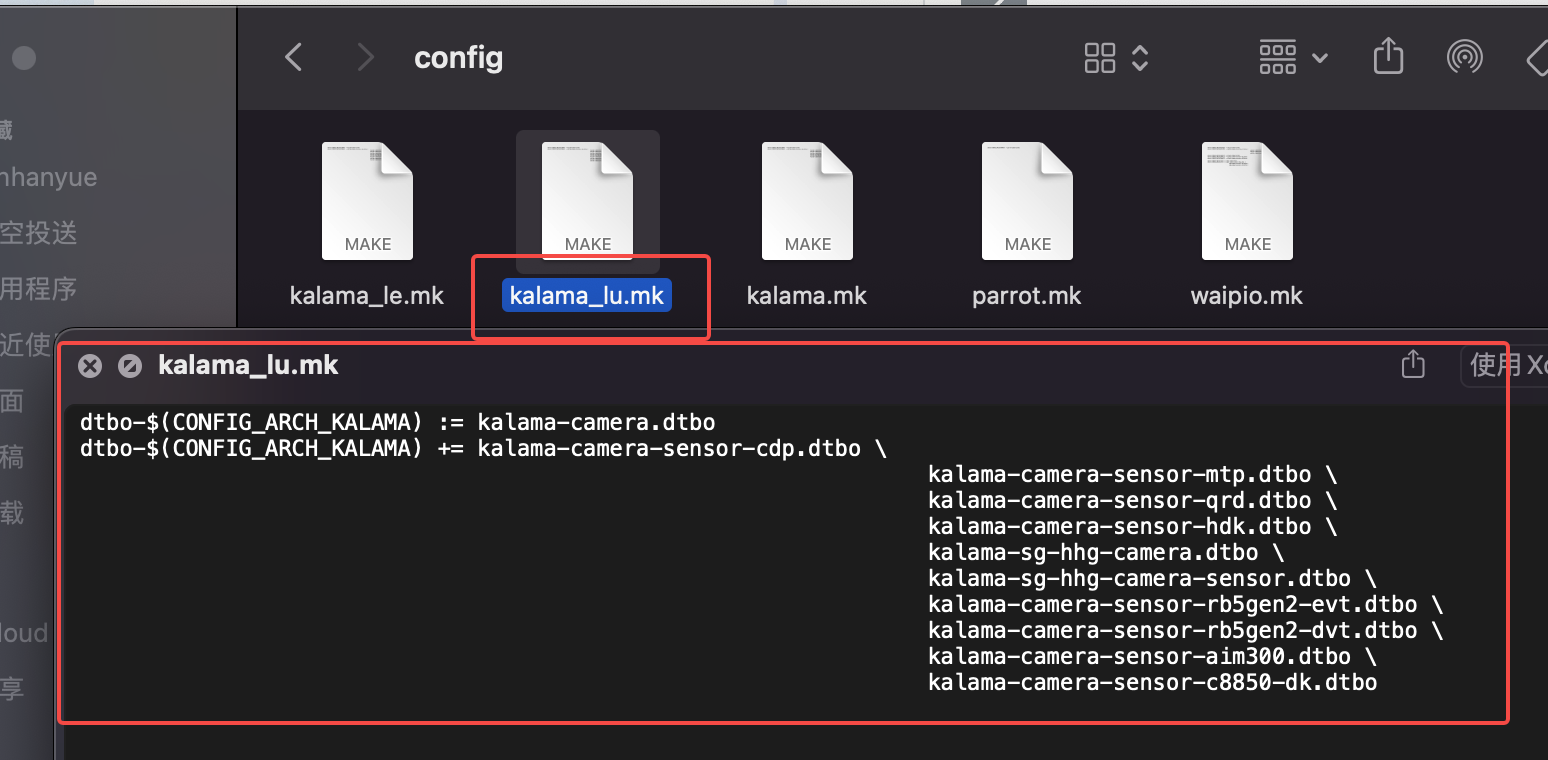 config
藏
nhanyue
空投送
用程序
近使
面
稿
载
loud
享
MAKE
MAKE
MAKE
MAKE
MAKE
kalama_le.mk
kalama_lu.mk
kalama.mk
parrot.mk
waipio.mk
kalama_lu.mk
使用 Xc
dtbo-$(CONFIG_ARCH_KALAMA) := kalama-camera.dtbo
dtbo-$(CONFIG_ARCH_KALAMA) += kalama-camera-sensor-cdp.dtbo \
kalama-camera-sensor-mtp.dtbo \
kalama-camera-sensor-qrd.dtbo \
kalama-camera-sensor-hdk.dtbo \
kalama-sg-hhg-camera.dtbo \
kalama-sg-hhg-camera-sensor.dtbo \
kalama-camera-sensor-rb5gen2-evt.dtbo \
kalama-camera-sensor-rb5gen2-dvt.dtbo \
kalama-camera-sensor-aim300.dtbo \
kalama-camera-sensor-c8850-dk.dtbo